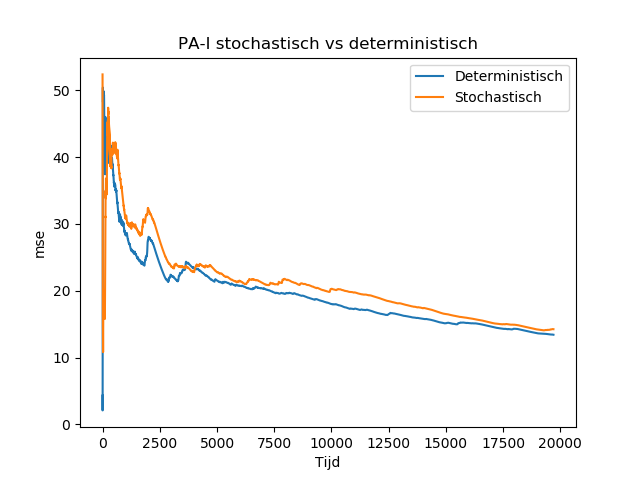 PA-I stochastisch vs deterministisch
Deterministisch
Stochastisch
50
40
30
20
10
0
mse
0 2500 5000 7500 10000 12500 15000 17500 20000
Tijd